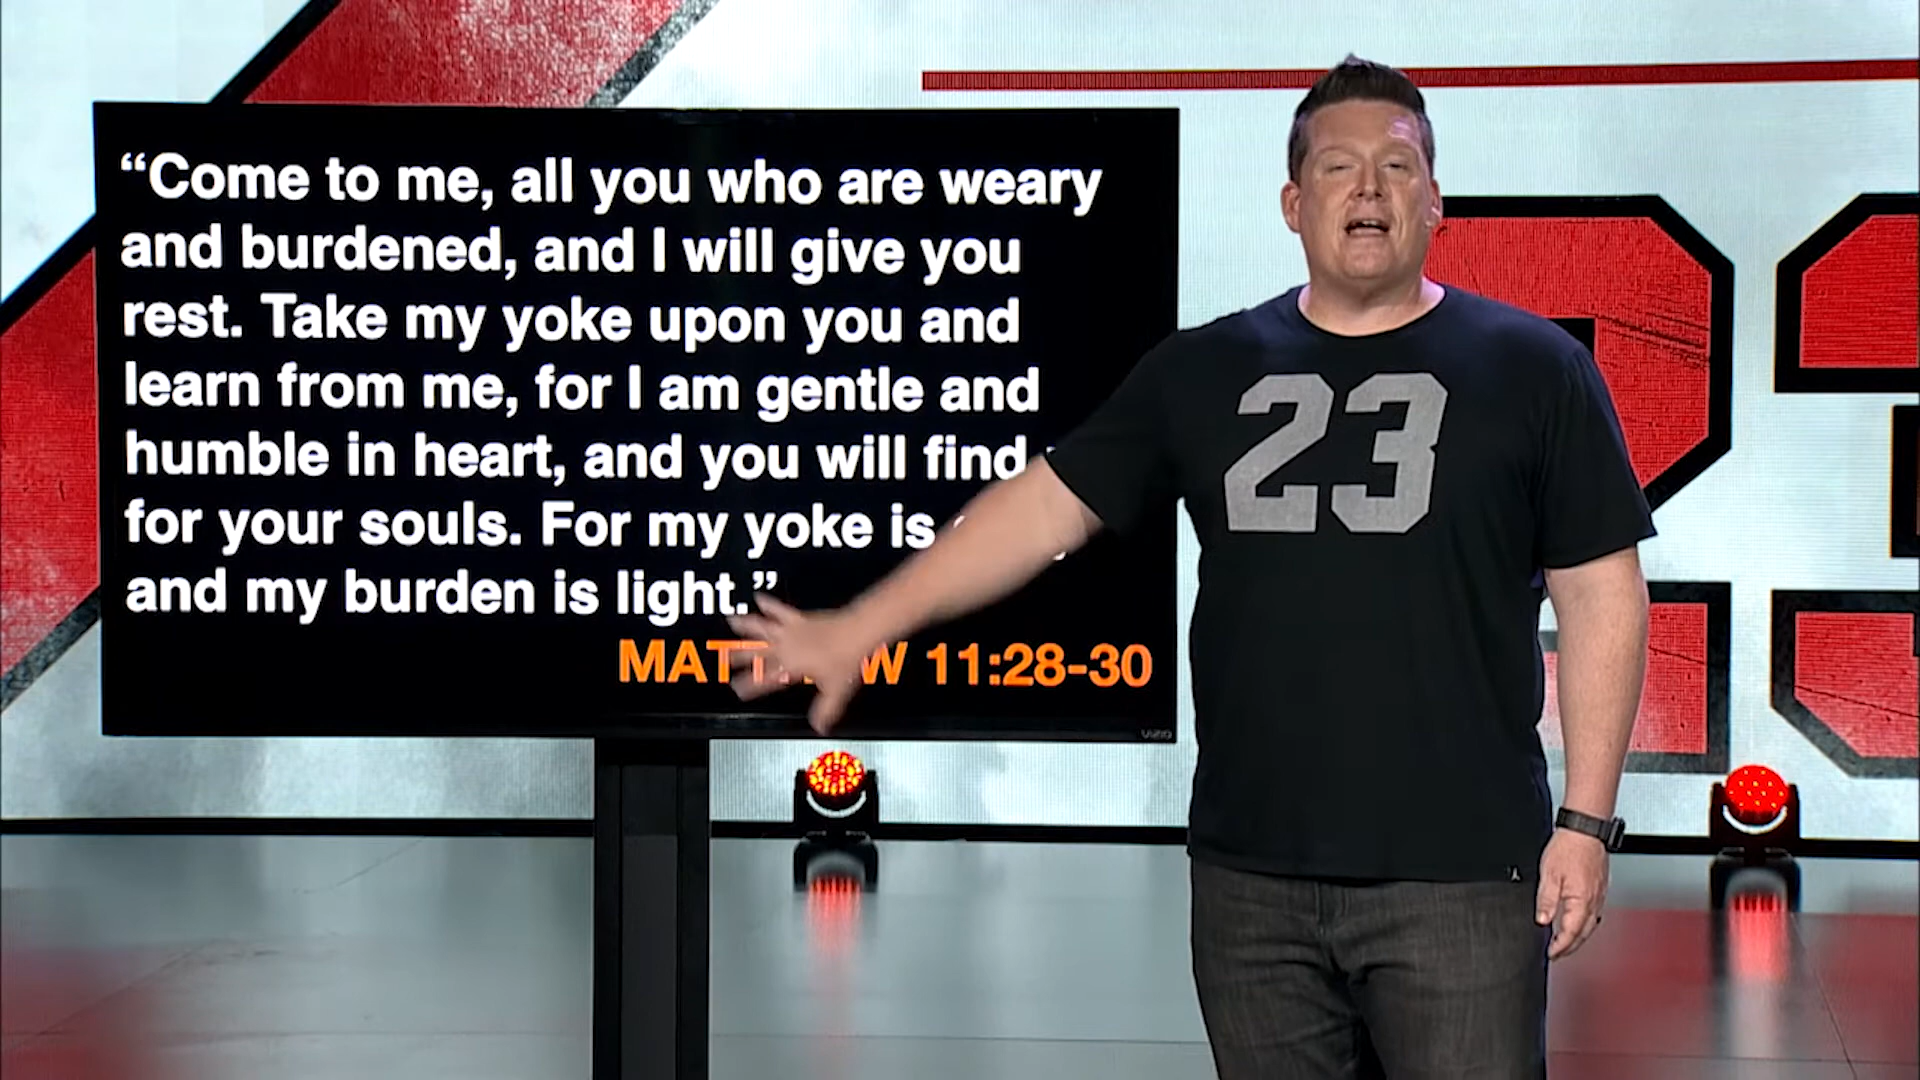 “Come to me, all you who are weary
and burdened, and I will give you
rest. Take my yoke upon you and
learn from me, for I am gentle and
humble in heart, and you will find
for your souls. For my yoke is
and my burden is light.”
11:28-30
VIZIO
23
23